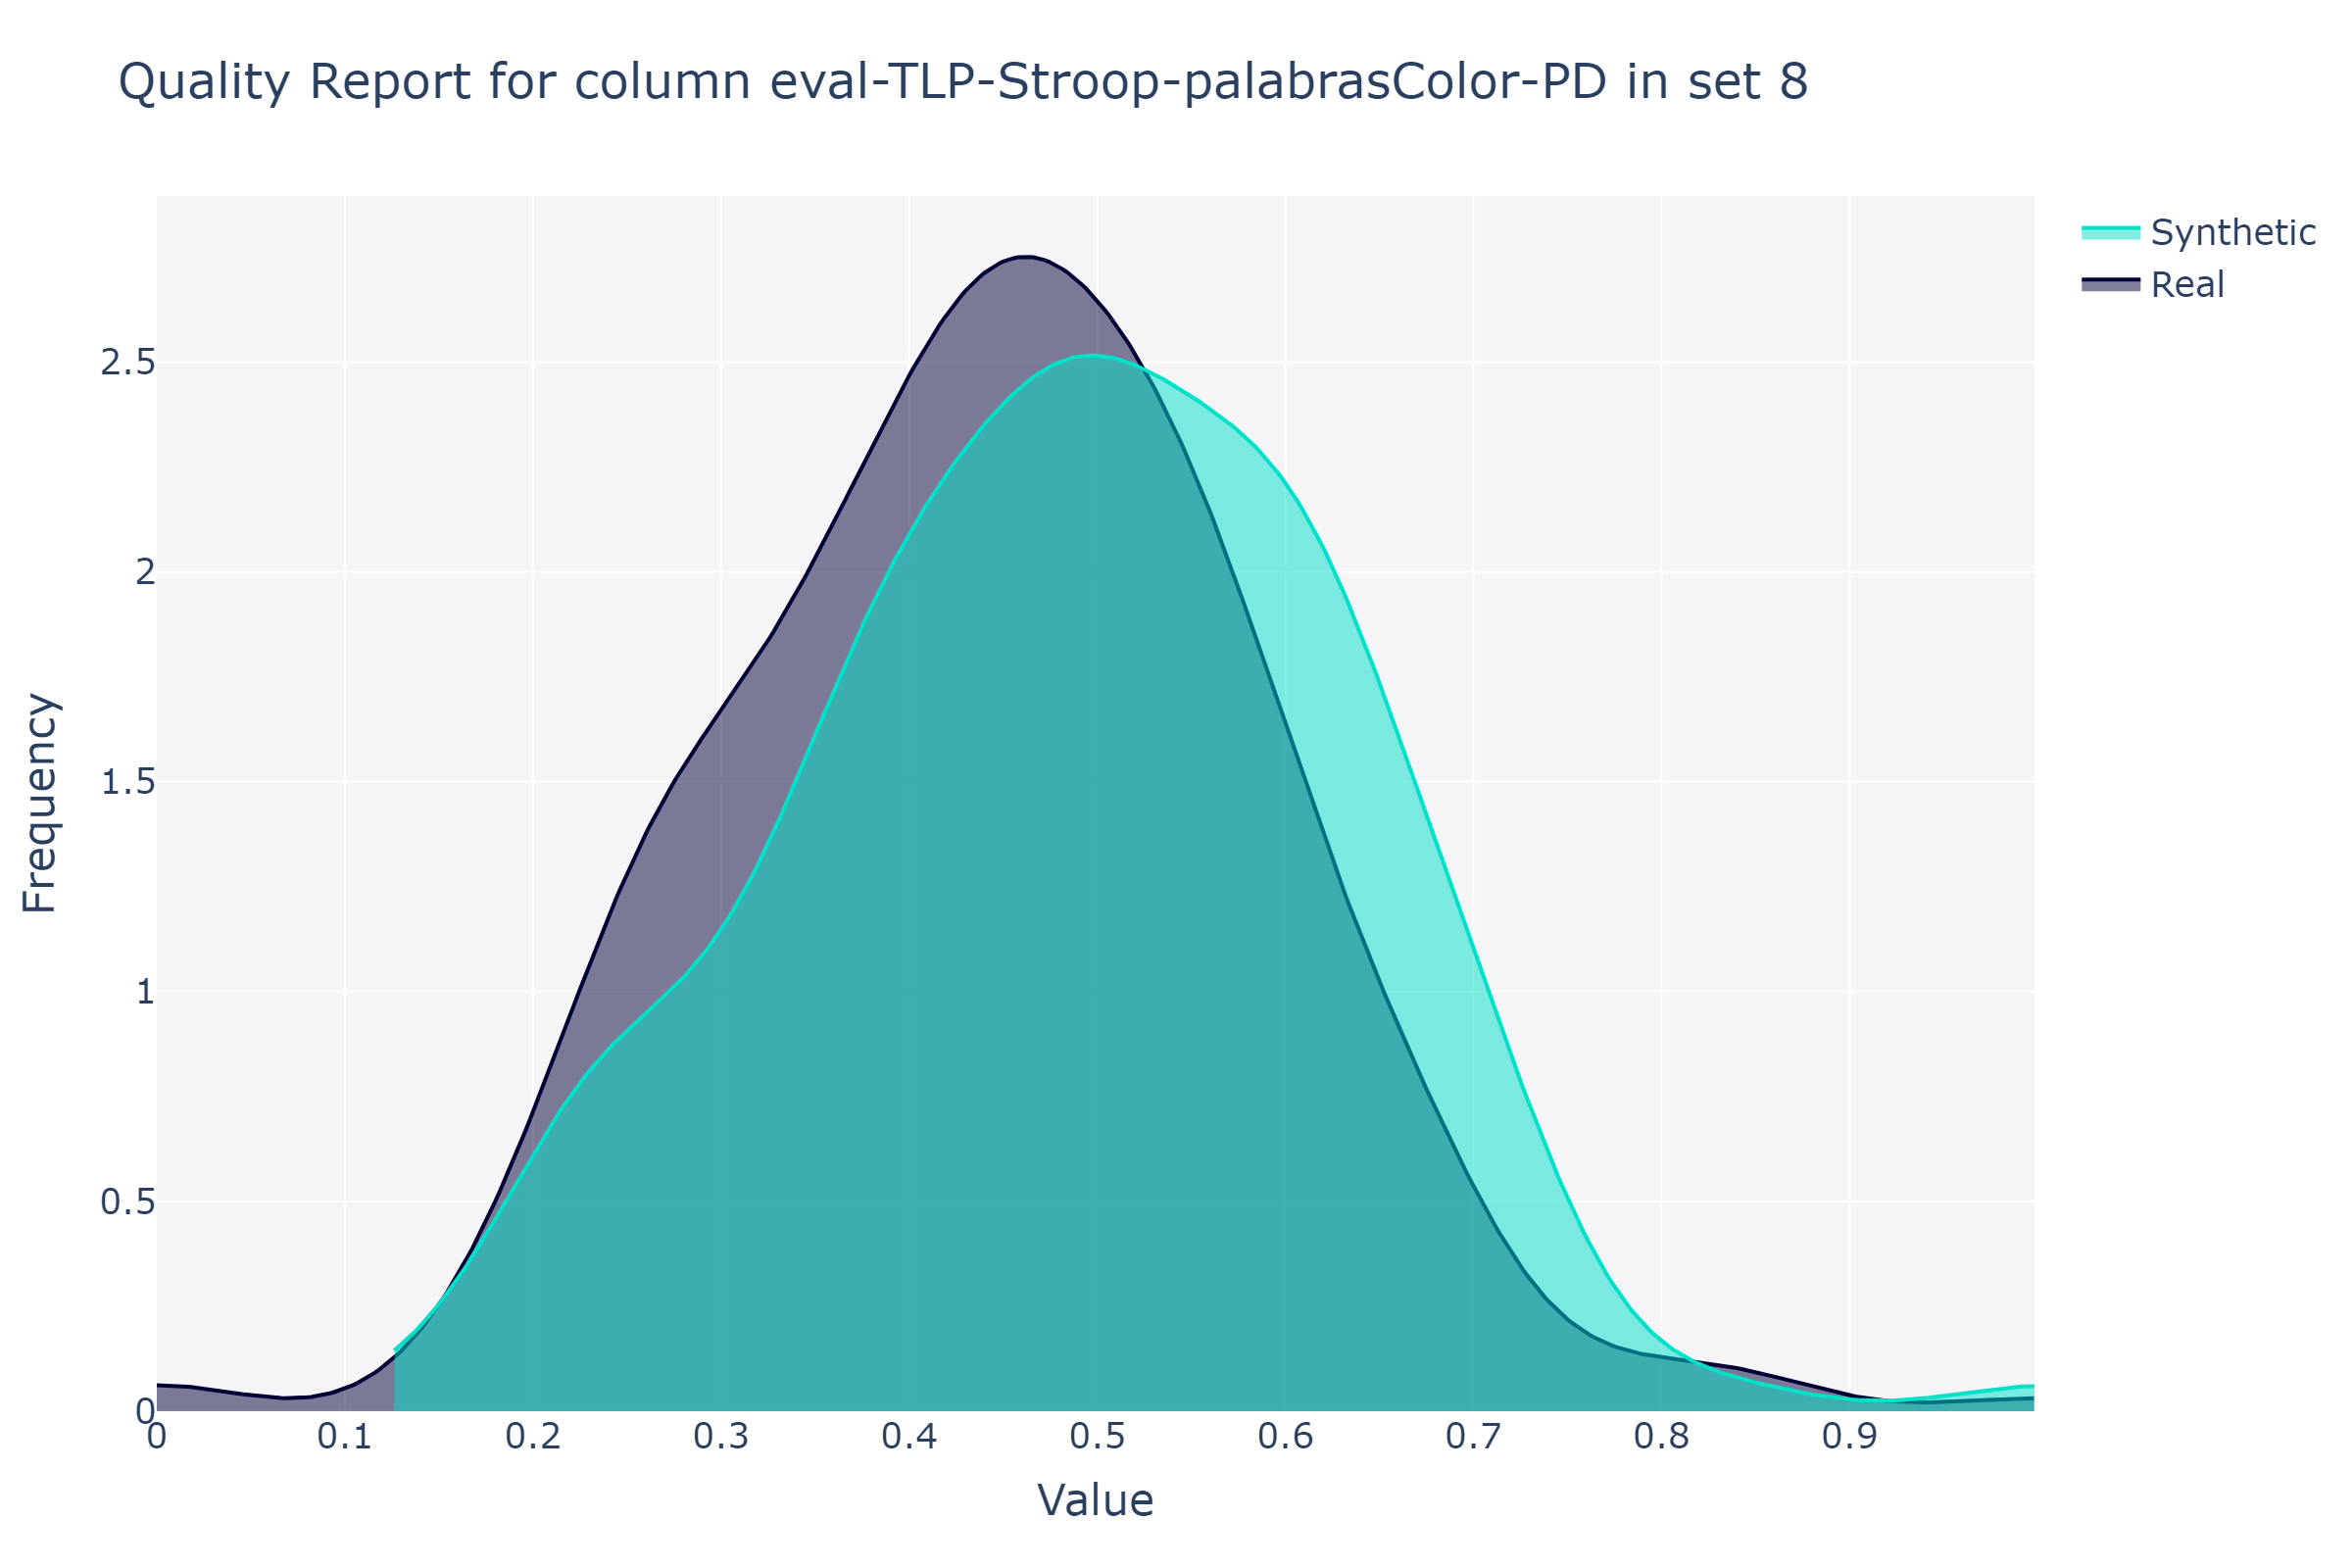 Quality Report for column eval-TLP-Stroop-palabrasColor-PD in set 8
Synthetic
Real
Frequency
2.5
2
1.5
1
0.5
0
0 0.1 0.2 0.3 0.4 0.5 0.6 0.7 0.8 0.9
Value